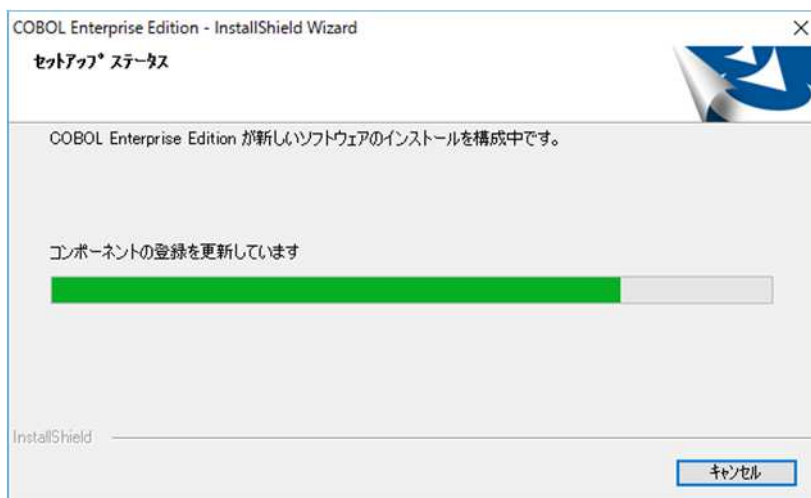 COBOL Enterprise Edition - InstallShield Wizard
セットアップ ステータス
COBOL Enterprise Edition が新しいソフトウェアのインストールを構成中です。
コンポーネントの登録を更新しています
InstallShield
キャンセル